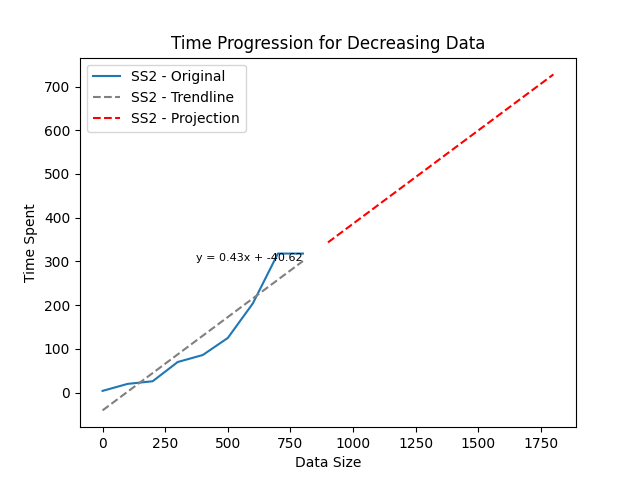 Time Progression for Decreasing Data
SS2 - Original
SS2 - Trendline
SS2 - Projection
y = 0.43x + -40.62
Time Spent
700
600
500
400
300
200
100
0
0 250 500 750 1000 1250 1500 1750
Data Size